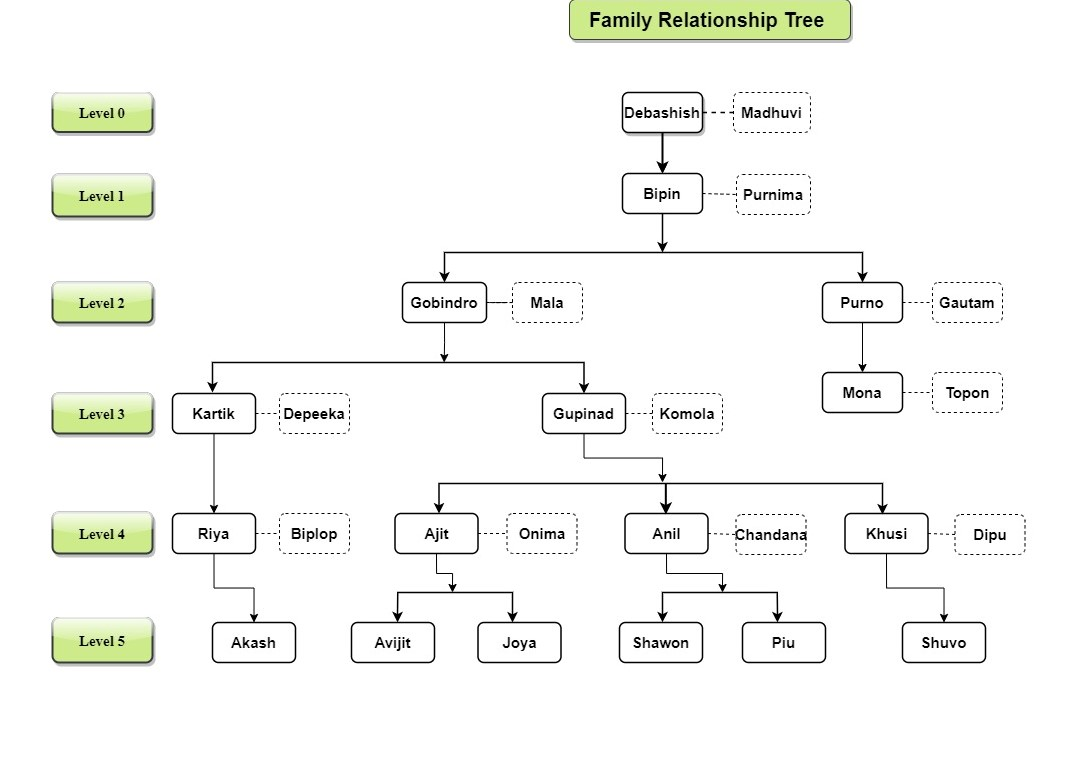 Family Relationship Tree
Level 0
Debashish
Madhuvi
Level 1
Bipin
Purnima
Level 2
Gobindro
Mala
Purno
Gautam
Level 3
Kartik
Depeeka
Gupinad
Komola
Mona
Topon
Level 4
Riya
Biplop
Ajit
Onima
Anil
Chandana
Khusi
Dipu
Level 5
Akash
Avijit
Joya
Shawon
Piu
Shuvo